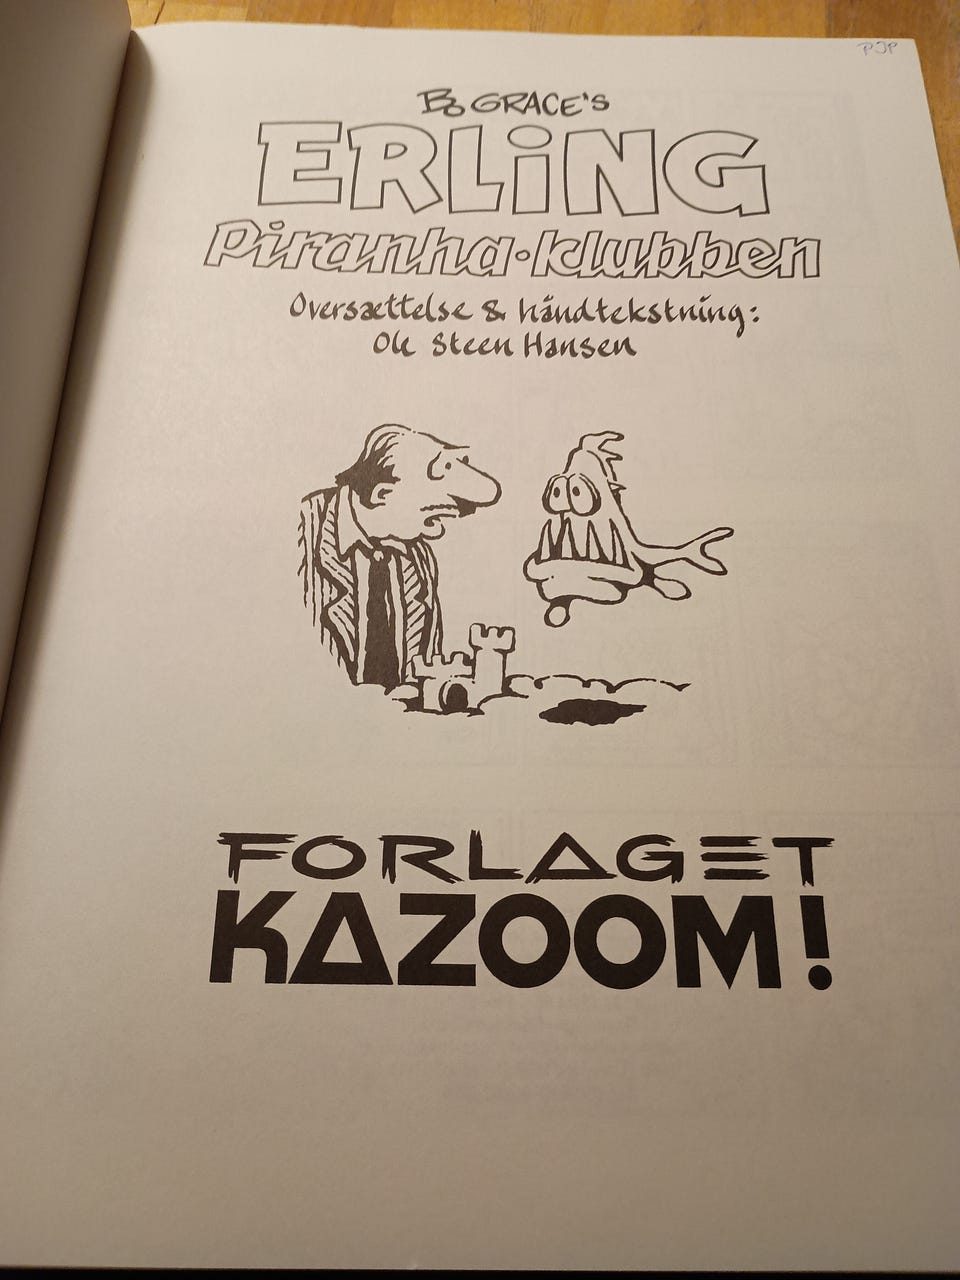 PJP
Bo GRACE'S
ERLiNG
Piranha-klubben
Oversættelse & håndtekstning:
Ole Steen Hansen
FORLAGET
KAZOOM!